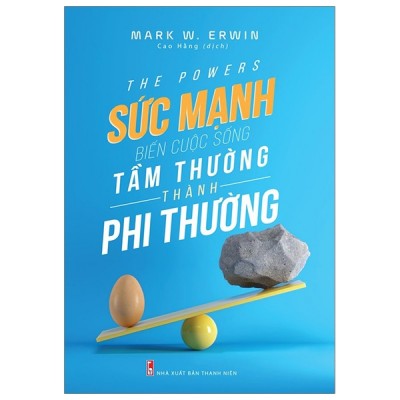 MARK W. ERWIN
Cao Hằng (dịch)
THE POWERS
SỨC MẠNH
BIẾN CUỘC SỐNG
TẦM THƯỜNG
THÀNH
PHI THƯỜNG
NHÀ XUẤT BẢN THANH NIÊN